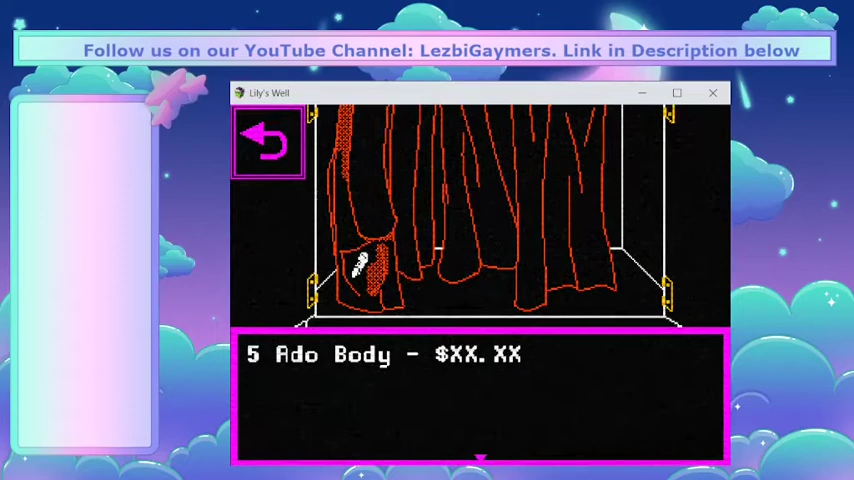 Follow us on our YouTube Channel: LezbiGaymers. Link in Description below
Lily's Well
5 Ado Body - $XX.XX